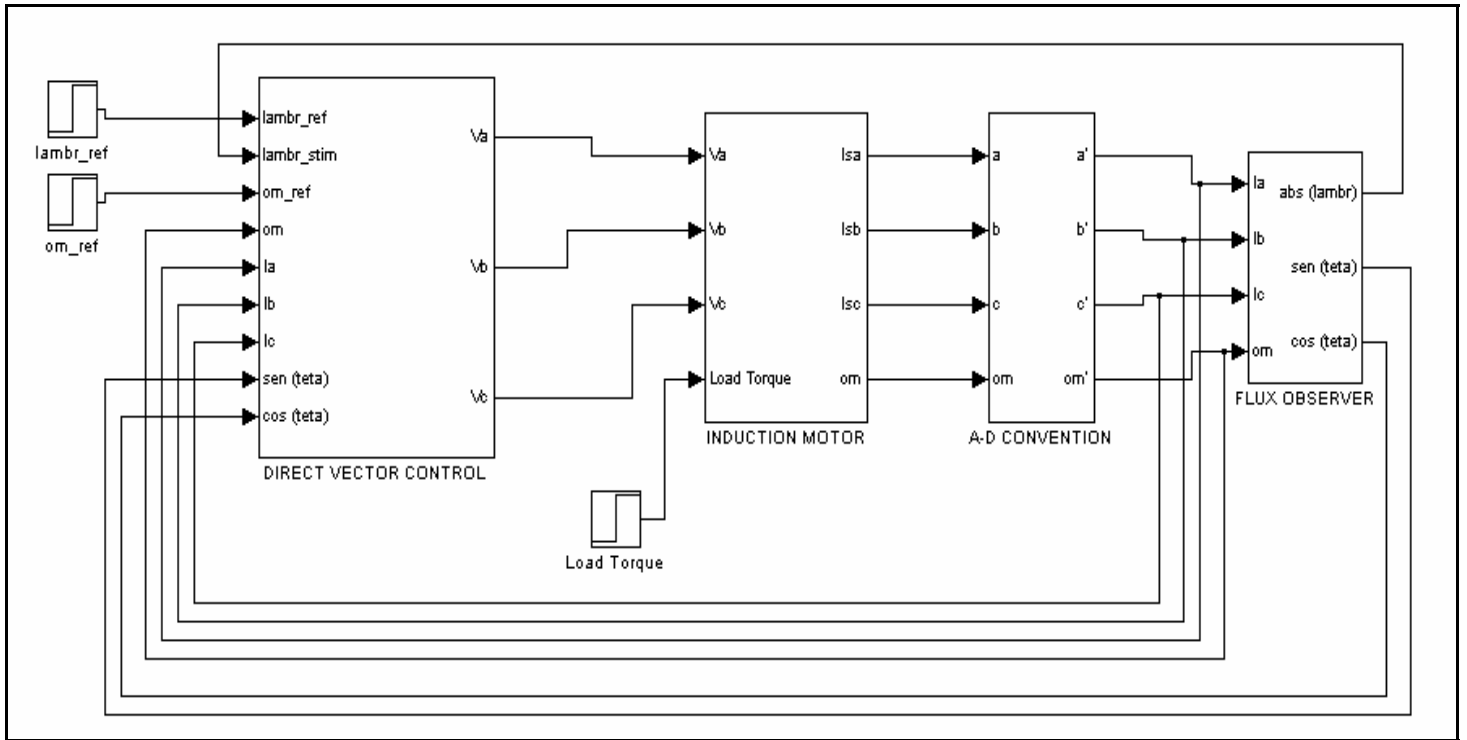 lambr_ref
om_ref
lambr_ref
lambr_stim
om_ref
om
Ia
Ib
Ic
sen (teta)
cos (teta)
Va
Vb
Vc
DIRECT VECTOR CONTROL
Load Torque
Va
Vb
Vc
Load Torque
Isa
Isb
Isc
om
INDUCTION MOTOR
a
b
c
om
a'
b'
c'
om'
A-D CONVENTION
Ia
Ib
Ic
om
abs (lambr)
sen (teta)
cos (teta)
FLUX OBSERVER